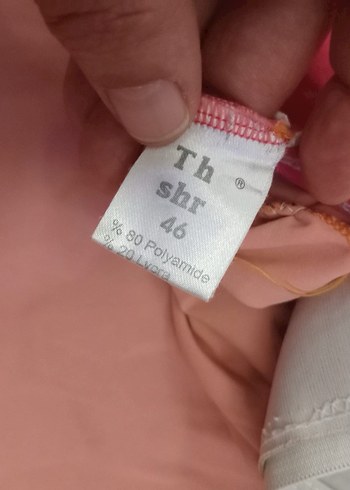 Th
shr ®
46
% 80 Polyamide
% 20 Lycra